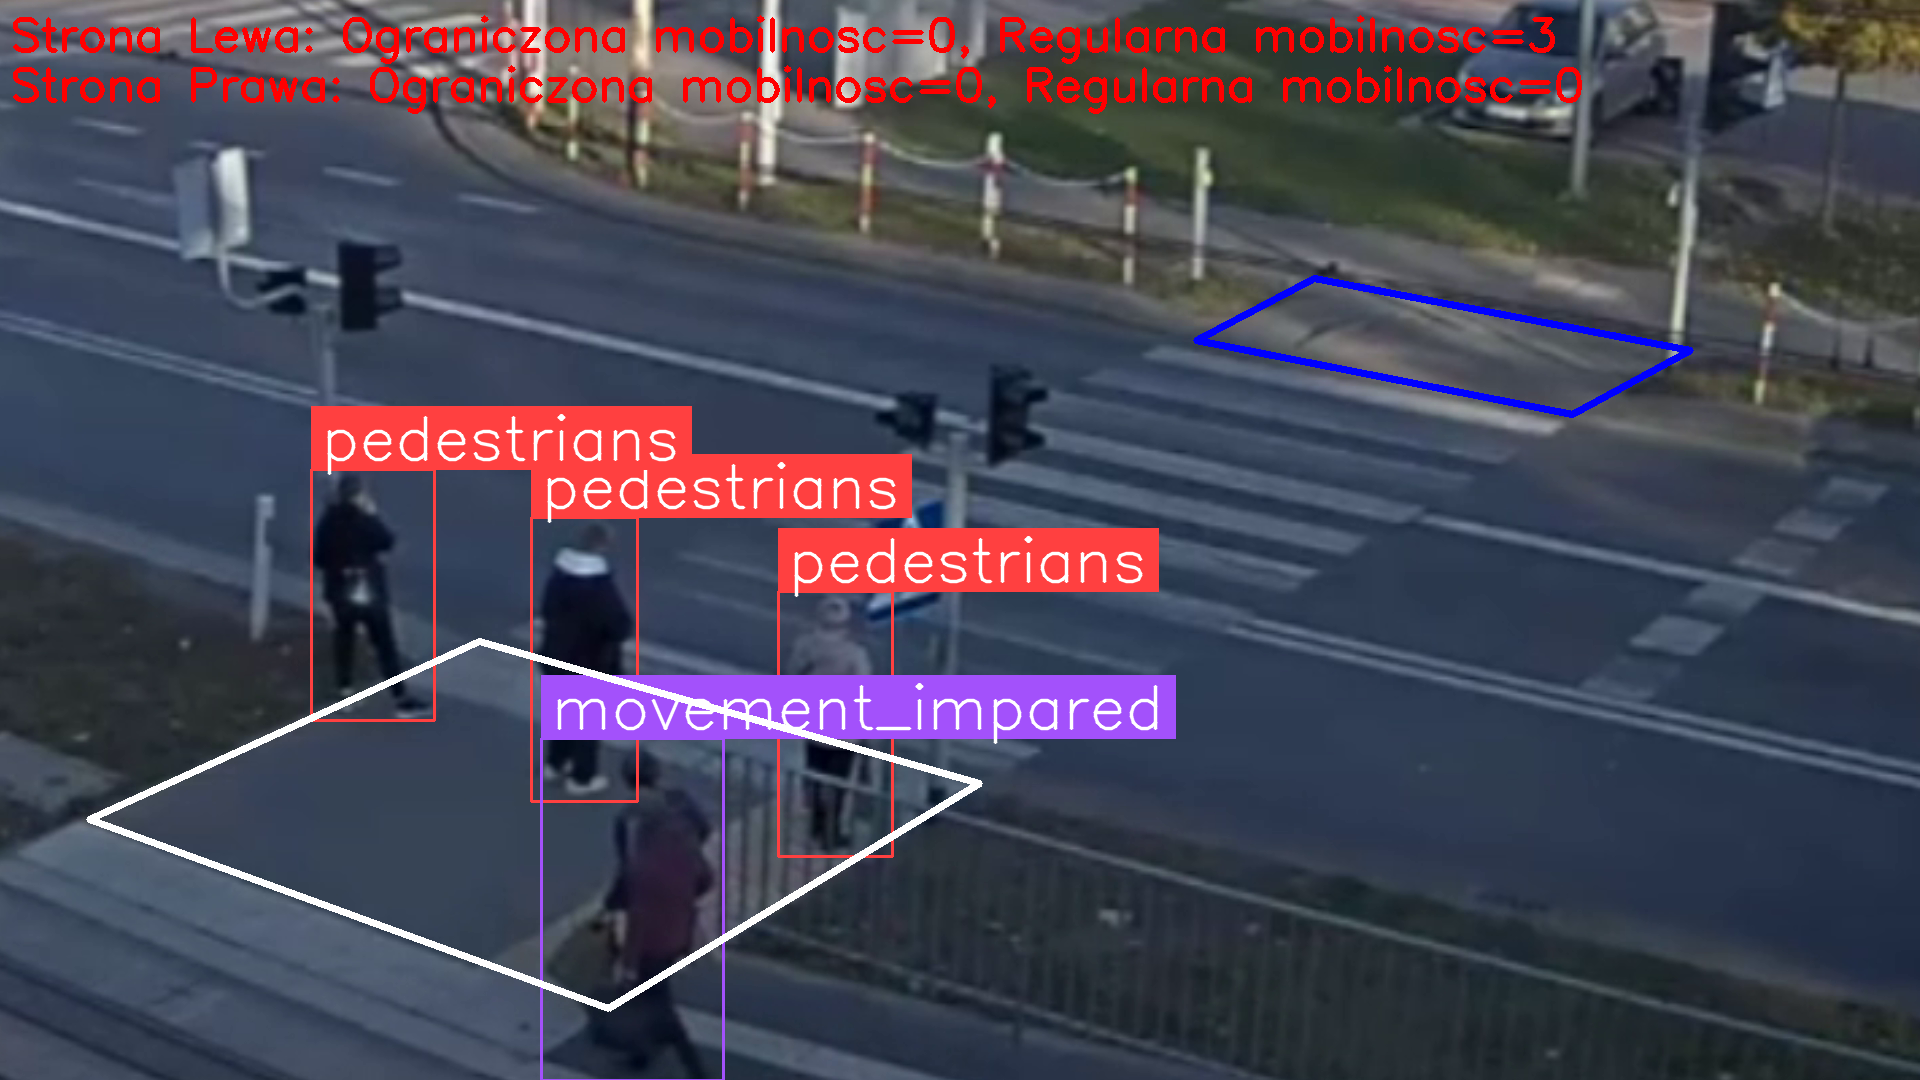 Strona Lewa: Ograniczona mobilnosc=0, Regularna mobilnosc=3
Strona Prawa: Ograniczona mobilnosc=0, Regularna mobilnosc=0
pedestrians
pedestrians
pedestrians
movement_impared